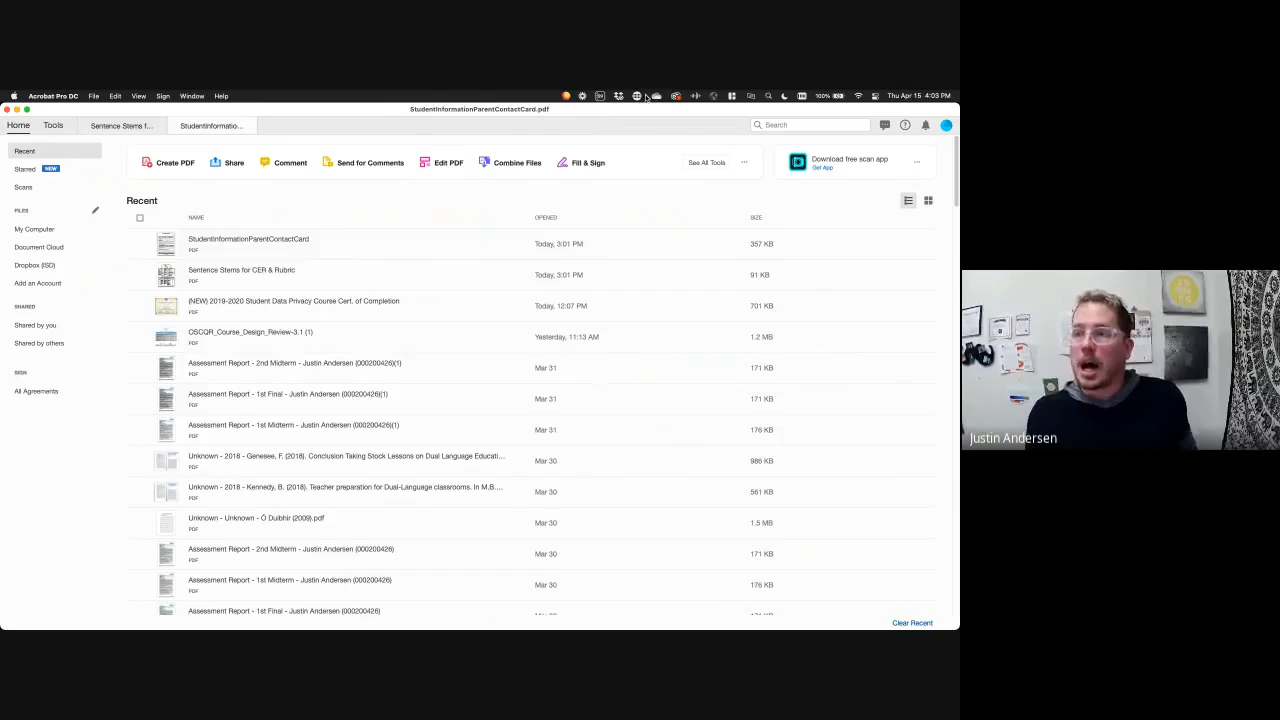 Acrobat Pro DC File Edit View Sign Window Help 100% Thu Apr 15 4:03 PM
StudentInformationParentContactCard.pdf
Home Tools Sentence Stems f... StudentInformatio... Search
Recent
Starred NEW
Scans
FILES
My Computer
Document Cloud
Dropbox (ISD)
Add an Account
SHARED
Shared by you
Shared by others
SIGN
All Agreements
Create PDF Share Comment Send for Comments Edit PDF Combine Files Fill & Sign See All Tools ...
Download free scan app ...
Get App
Recent
NAME OPENED SIZE
StudentInformationParentContactCard Today, 3:01 PM 357 KB
PDF
Sentence Stems for CER & Rubric Today, 3:01 PM 91 KB
PDF
(NEW) 2019-2020 Student Data Privacy Course Cert. of Completion Today, 12:07 PM 701 KB
PDF
OSCQR_Course_Design_Review-3.1 (1) Yesterday, 11:13 AM 1.2 MB
PDF
Assessment Report - 2nd Midterm - Justin Andersen (000200426)(1) Mar 31 171 KB
PDF
Assessment Report - 1st Final - Justin Andersen (000200426)(1) Mar 31 171 KB
PDF
Assessment Report - 1st Midterm - Justin Andersen (000200426)(1) Mar 31 176 KB
PDF
Unknown - 2018 - Genesee, F. (2018). Conclusion Taking Stock Lessons on Dual Language Educati... Mar 30 986 KB
PDF
Unknown - 2018 - Kennedy, B. (2018). Teacher preparation for Dual-Language classrooms. In M.B.... Mar 30 561 KB
PDF
Unknown - Unknown - Ó Duibhir (2009).pdf Mar 30 1.5 MB
PDF
Assessment Report - 2nd Midterm - Justin Andersen (000200426) Mar 30 171 KB
PDF
Assessment Report - 1st Midterm - Justin Andersen (000200426) Mar 30 176 KB
PDF
Assessment Report - 1st Final - Justin Andersen (000200426)
Clear Recent
Justin Andersen